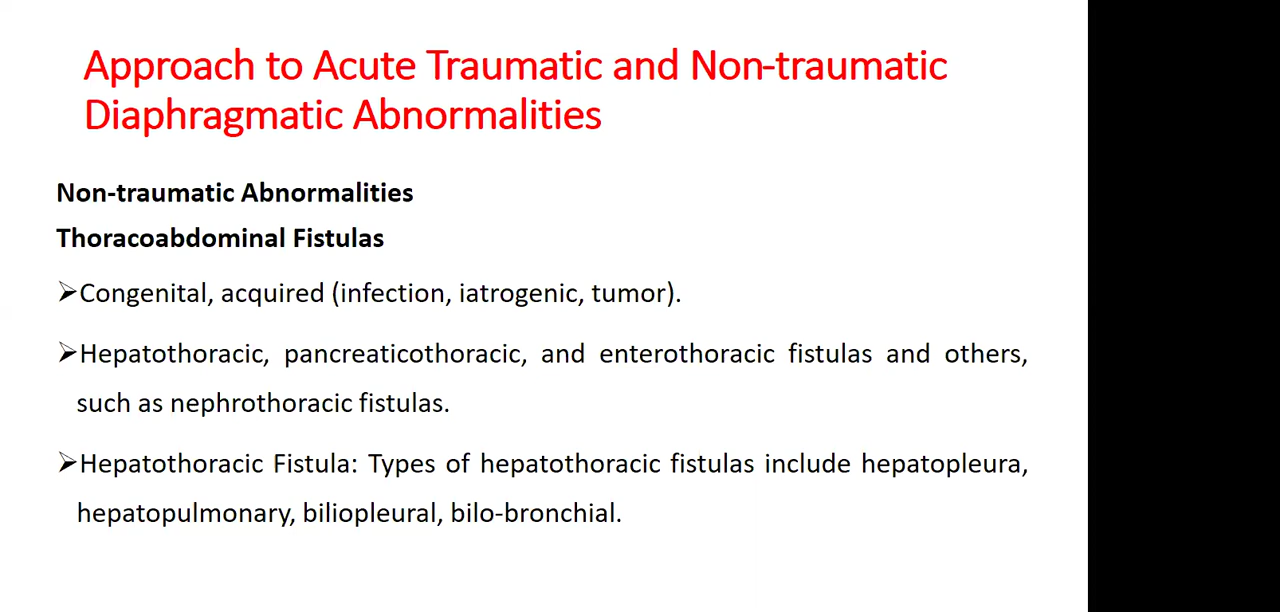 Approach to Acute Traumatic and Non-traumatic
Diaphragmatic Abnormalities
Non-traumatic Abnormalities
Thoracoabdominal Fistulas
➢Congenital, acquired (infection, iatrogenic, tumor).
➢Hepatothoracic, pancreaticothoracic, and enterothoracic fistulas and others,
such as nephrothoracic fistulas.
➢Hepatothoracic Fistula: Types of hepatothoracic fistulas include hepatopleura,
hepatopulmonary, biliopleural, bilo-bronchial.